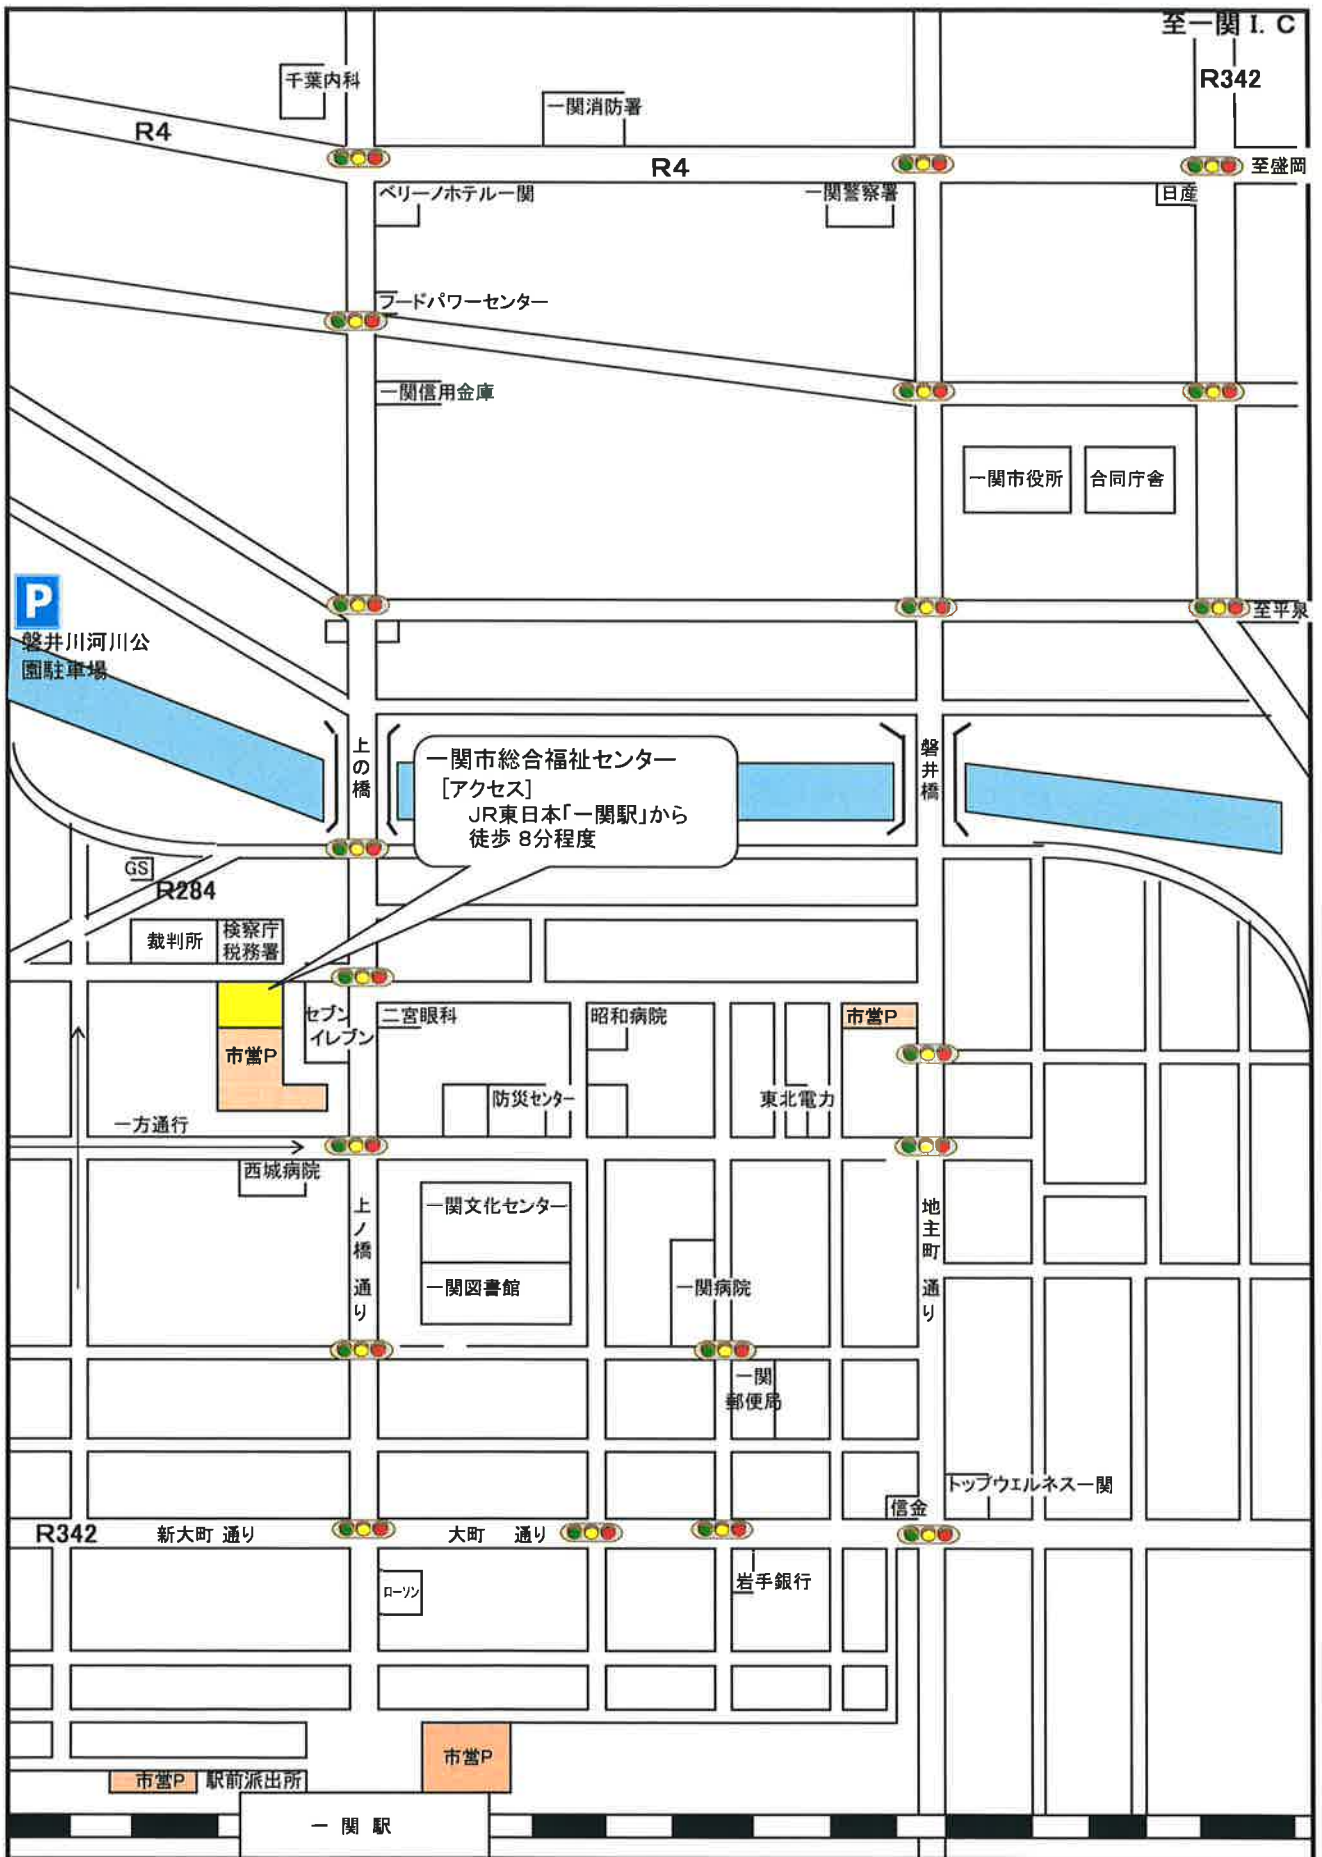 至一関 I. C
千葉内科
R342
一関消防署
R4
R4
至盛岡
ベリーノホテル一関
一関警察署
日産
フードパワーセンター
一関信用金庫
一関市役所
合同庁舎
P
至平泉
磐井川河川公
園駐車場
上の橋
磐井橋
一関市総合福祉センター
[アクセス]
JR東日本「一関駅」から
徒歩 8分程度
GS
R284
裁判所
検察庁
税務署
セブン
イレブン
二宮眼科
昭和病院
市営P
市営P
防災センター
東北電力
一方通行
西城病院
上ノ橋 通り
一関文化センター
地主町 通り
一関図書館
一関病院
一関
郵便局
トップウェルネス一関
信金
R342
新大町 通り
大町 通り
ローソン
岩手銀行
市営P
市営P
駅前派出所
一 関 駅